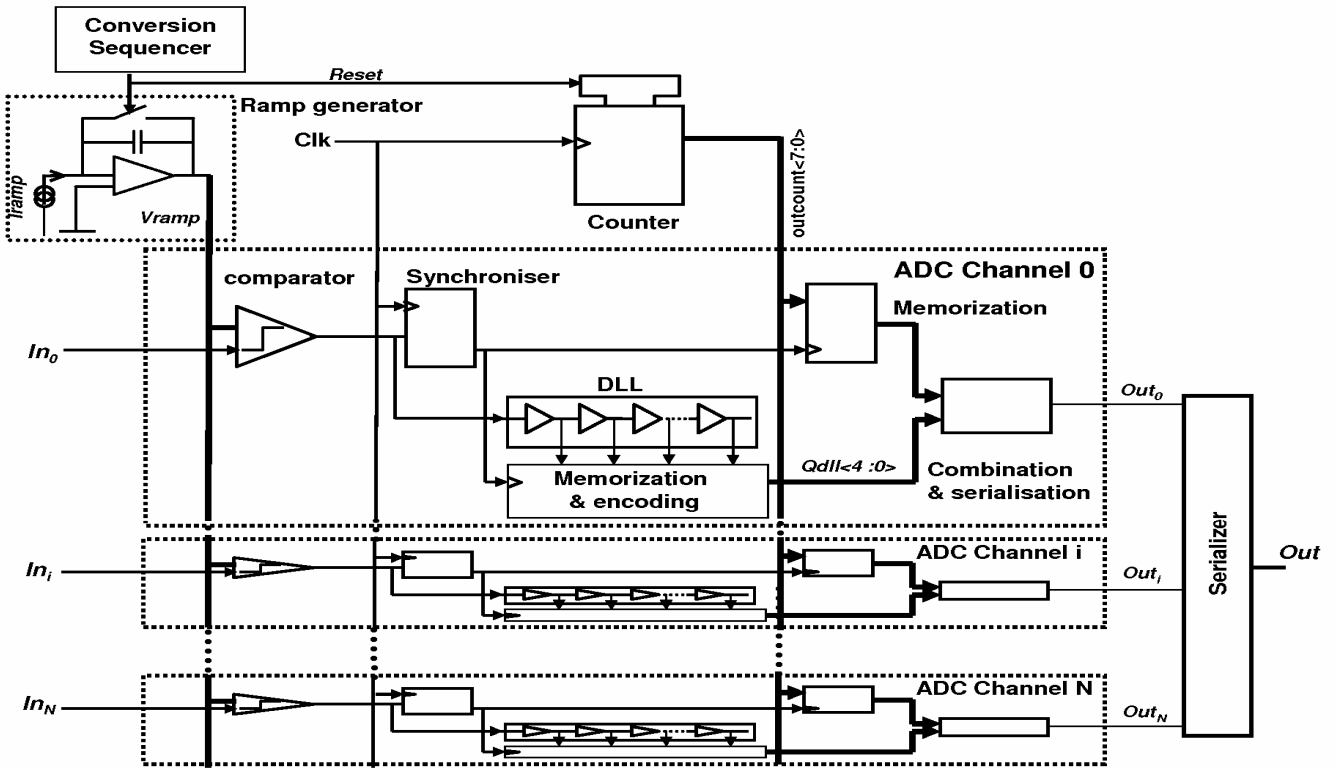 Conversion
Sequencer
Reset
Ramp generator
Clk
Iramp
Vramp
Counter
outcount<7:0>
ADC Channel 0
comparator
Synchroniser
Memorization
In0
DLL
Out0
Memorization
& encoding
Qdll<4 :0>
Combination
& serialisation
ADC Channel i
Ini
Outi
Serializer
Out
ADC Channel N
InN
OutN